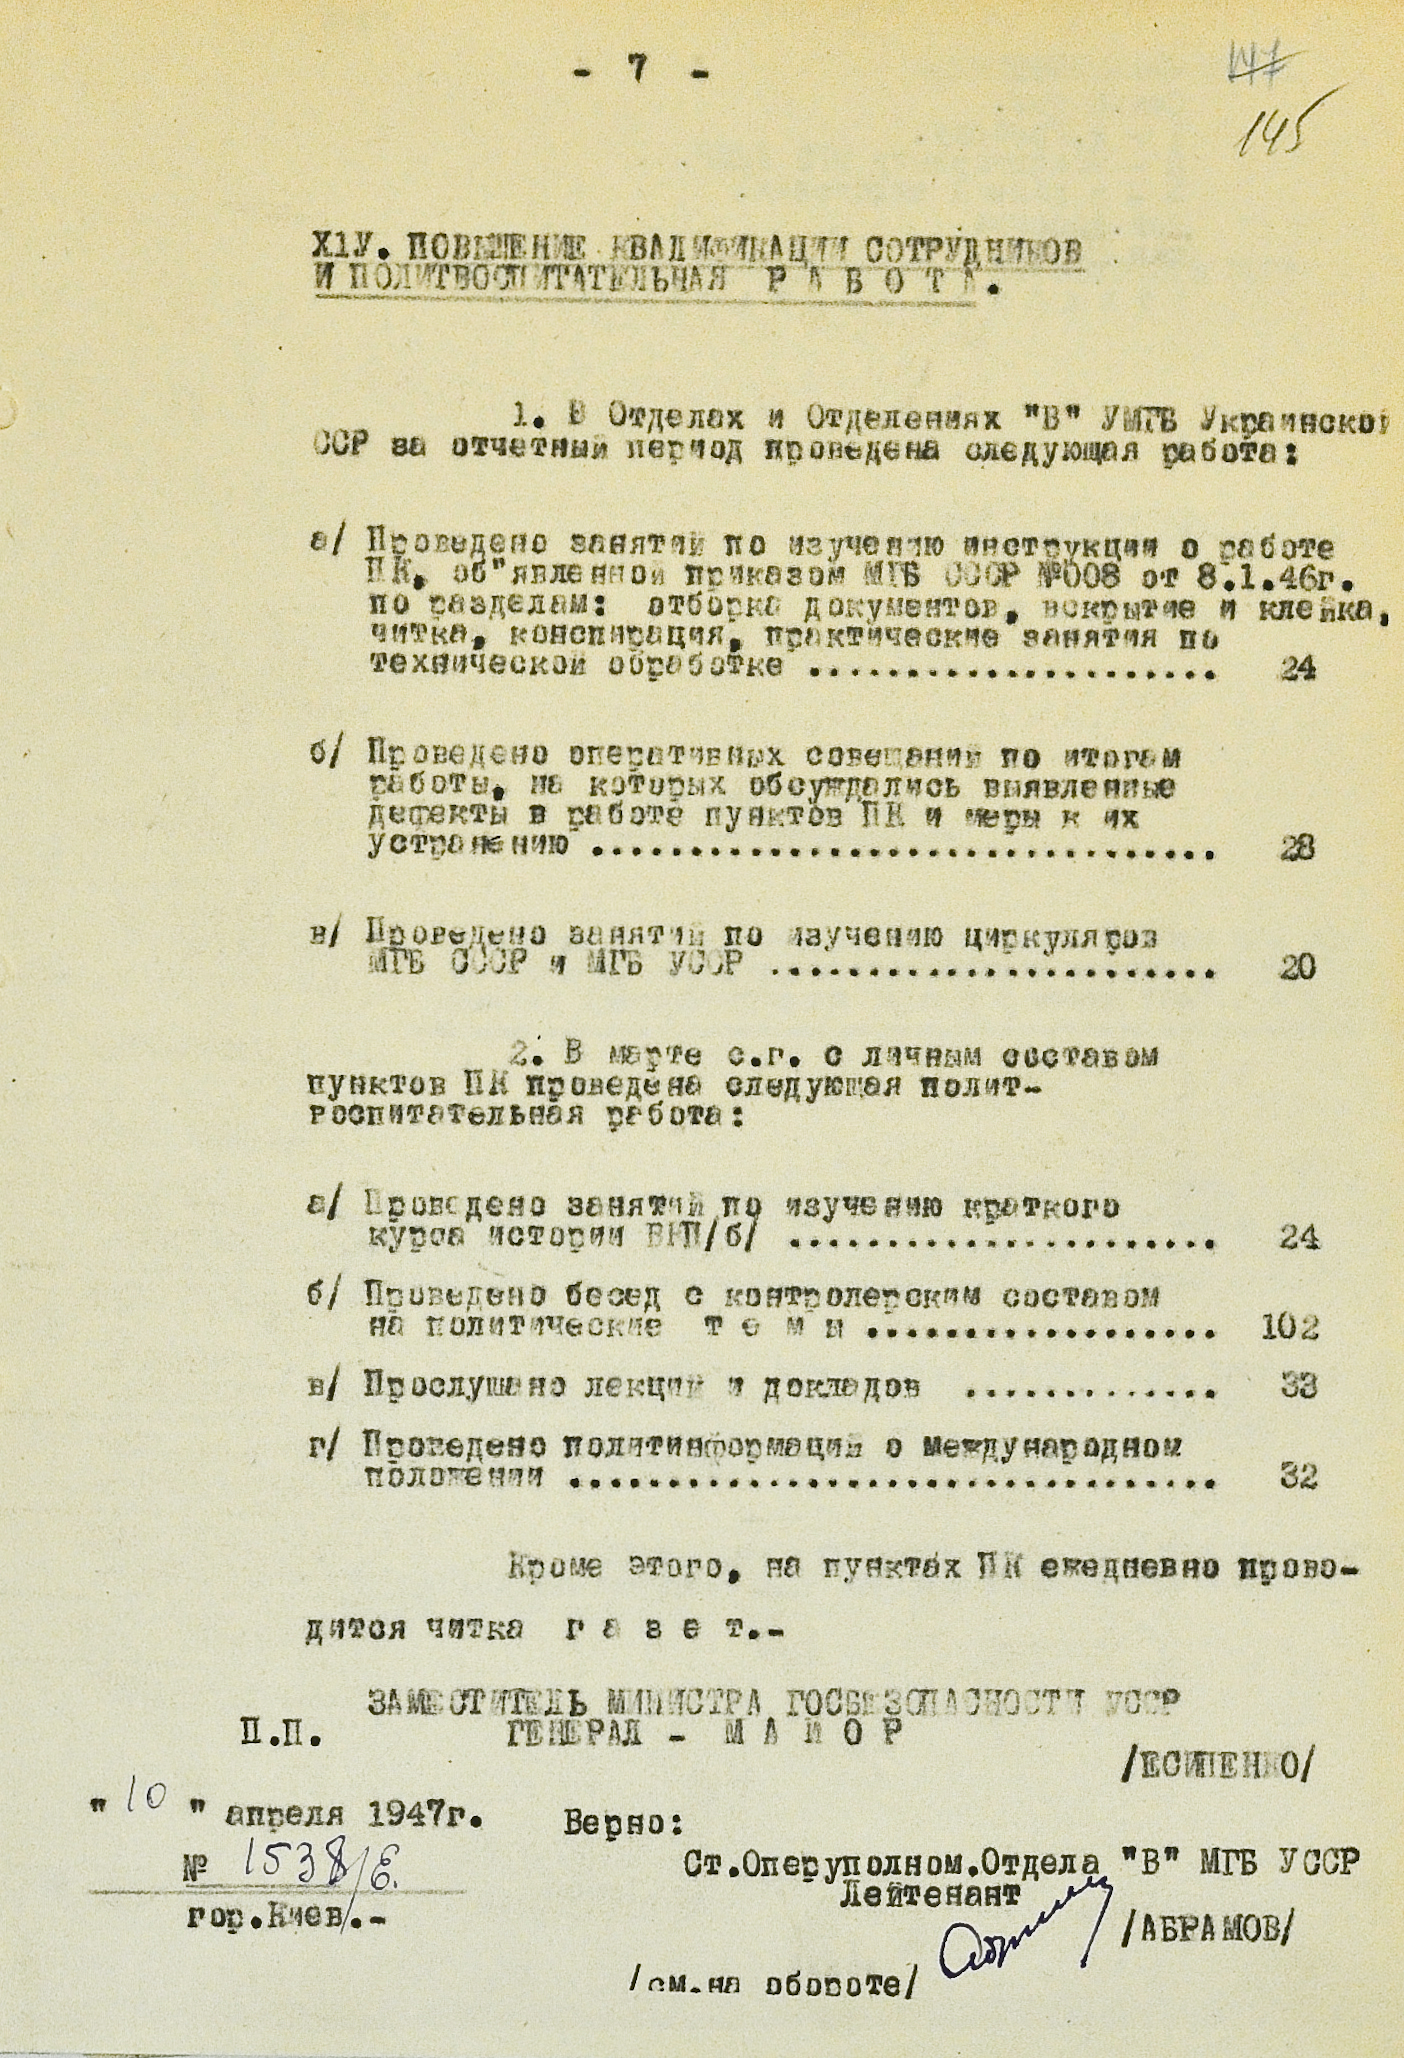 - 7 -
147
145
Х1У. ПОВЫШЕНИЕ КВАЛИФИКАЦИИ СОТРУДНИКОВ
И ПОЛИТВОСПИТАТЕЛЬНАЯ Р А Б О Т А.
1. В Отделах и Отделениях "В" УМГБ Украинской
ССР за отчетный период проведена следующая работа:
а/ Проведено занятий по изучению инструкции о работе
ПК, об"явленной приказом МГБ СССР №008 от 8.1.46г.
по разделам: отборка документов, вскрытие и клейка,
читка, конспирация, практические занятия по
технической обработке ..................... 24
б/ Проведено оперативных совещаний по итогам
работы, на которых обсуждались выявленные
дефекты в работе пунктов ПК и меры к их
устранению ................................ 28
в/ Проведено занятий по изучению циркуляров
МГБ СССР и МГБ УССР ....................... 20
2. В марте с.г. с личным составом
пунктов ПК проведена следующая полит-
воспитательная работа:
а/ Проведено занятий по изучению краткого
курса истории ВКП/б/ ...................... 24
б/ Проведено бесед с контролерским составом
на политические т е м ы .................. 102
в/ Прослушано лекций и докладов ............. 33
г/ Проведено политинформаций о международном
положении ................................. 32
Кроме этого, на пунктах ПК ежедневно прово-
дится читка г а з е т.-
ЗАМЕСТИТЕЛЬ МИНИСТРА ГОСБЕЗОПАСНОСТИ УССР
П.П. ГЕНЕРАЛ - М А Й О Р
/ЕСИПЕНКО/
" 10 " апреля 1947г. Верно:
№ 1538/Е.
Ст.Оперуполном.Отдела "В" МГБ УССР
Лейтенант
гор.Киев.-
/АБРАМОВ/
/см.на обороте/